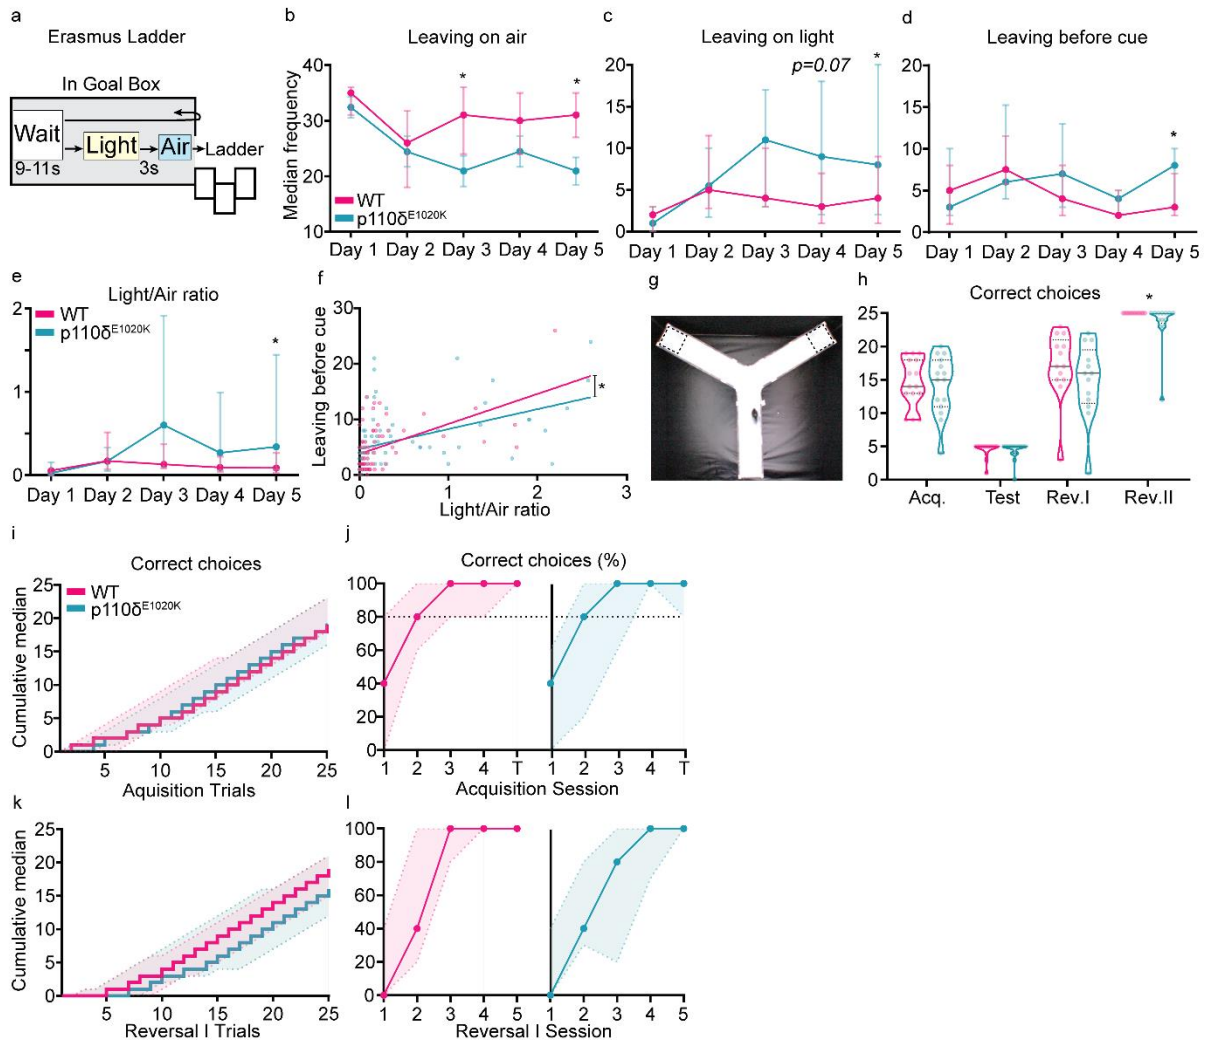 a
Erasmus Ladder
In Goal Box
Wait
Light
Air
Ladder
9-11s
3s
b
Leaving on air
Median frequency
40
30
20
10
*
*
WT
p110δE1020K
Day 1 Day 2 Day 3 Day 4 Day 5
c
Leaving on light
p=0.07
*
20
15
10
5
0
Day 1 Day 2 Day 3 Day 4 Day 5
d
Leaving before cue
20
15
10
5
0
*
Day 1 Day 2 Day 3 Day 4 Day 5
e
Light/Air ratio
WT
p110δE1020K
2
1
0
*
Day 1 Day 2 Day 3 Day 4 Day 5
f
Leaving before cue
30
20
10
0
*
0 1 2 3
Light/Air ratio
g
h
Correct choices
*
25
20
15
10
5
0
Acq. Test Rev.I Rev.II
i
Correct choices
WT
p110δE1020K
Cumulative median
25
20
15
10
5
0
5 10 15 20 25
Aquisition Trials
j
Correct choices (%)
100
80
60
40
20
0
1 2 3 4 T 1 2 3 4 T
Acquisition Session
k
Cumulative median
25
20
15
10
5
0
5 10 15 20 25
Reversal I Trials
l
100
80
60
40
20
0
1 2 3 4 5 1 2 3 4 5
Reversal I Session